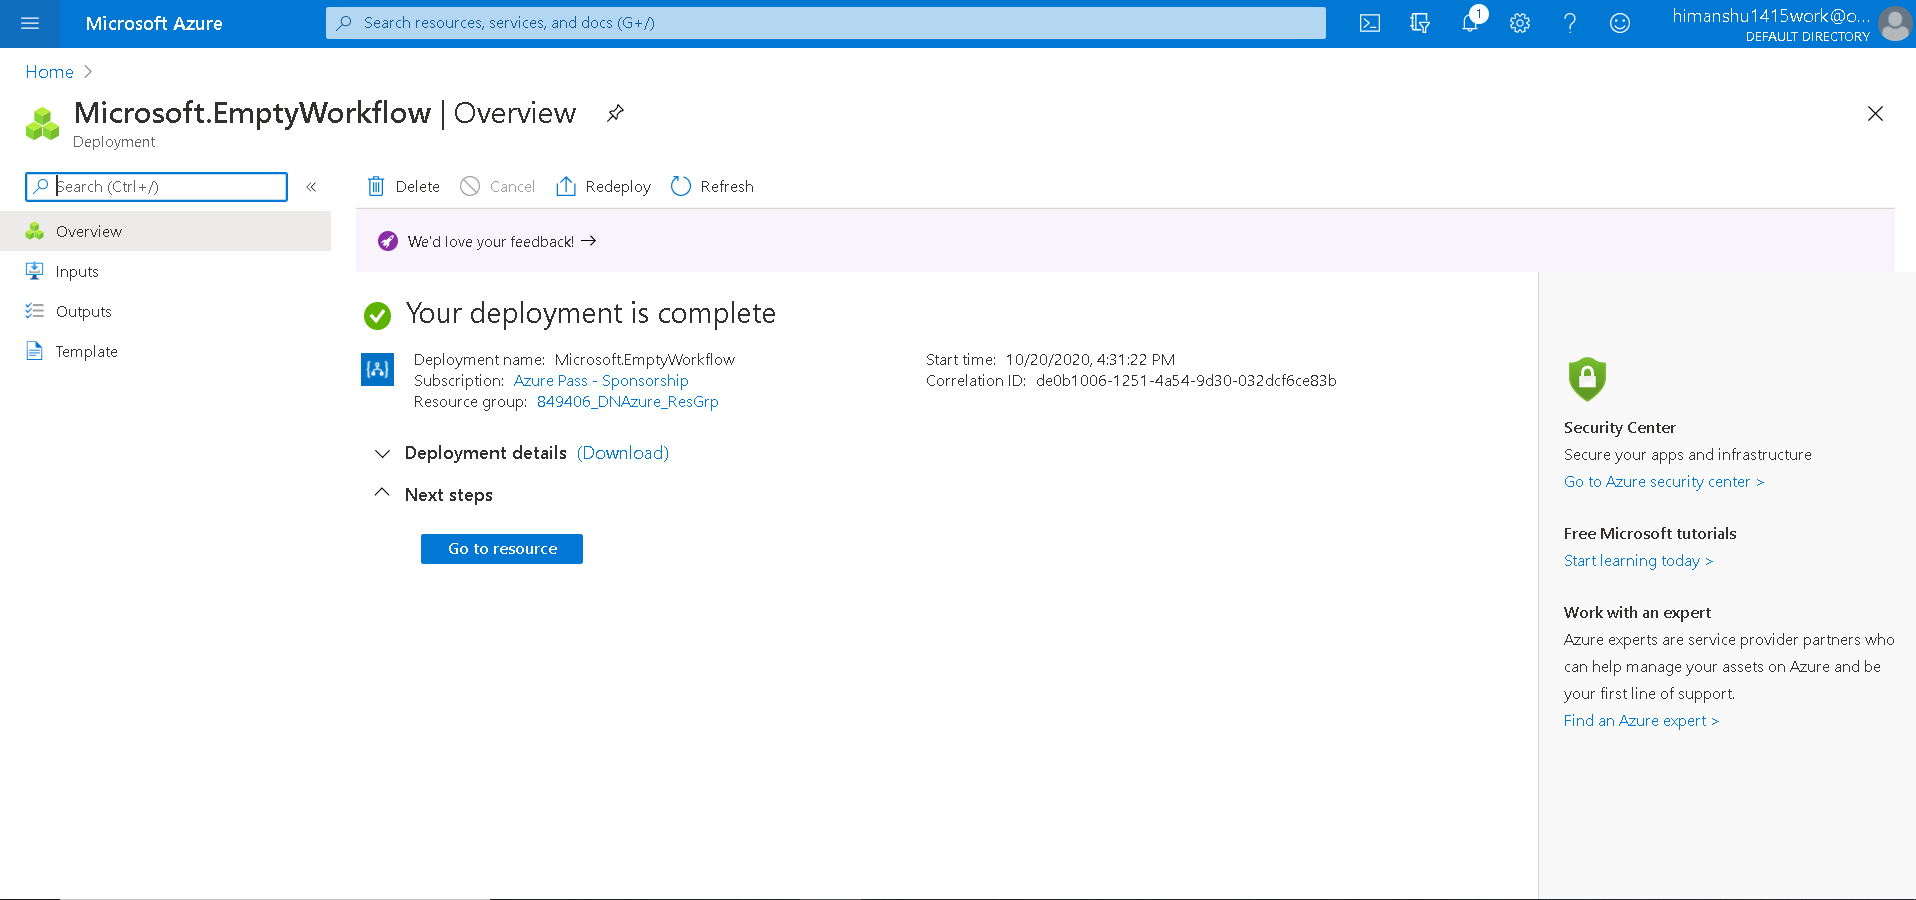 Microsoft Azure
Search resources, services, and docs (G+/)
1
himanshu1415work@o...
DEFAULT DIRECTORY
Home
Microsoft.EmptyWorkflow | Overview
Deployment
Search (Ctrl+/)
«
Delete
Cancel
Redeploy
Refresh
Overview
Inputs
Outputs
Template
We'd love your feedback! →
Your deployment is complete
Deployment name: Microsoft.EmptyWorkflow
Subscription: Azure Pass - Sponsorship
Resource group: 849406_DNAzure_ResGrp
Start time: 10/20/2020, 4:31:22 PM
Correlation ID: de0b1006-1251-4a54-9d30-032dcf6ce83b
Deployment details (Download)
Next steps
Go to resource
Security Center
Secure your apps and infrastructure
Go to Azure security center >
Free Microsoft tutorials
Start learning today >
Work with an expert
Azure experts are service provider partners who
can help manage your assets on Azure and be
your first line of support.
Find an Azure expert >